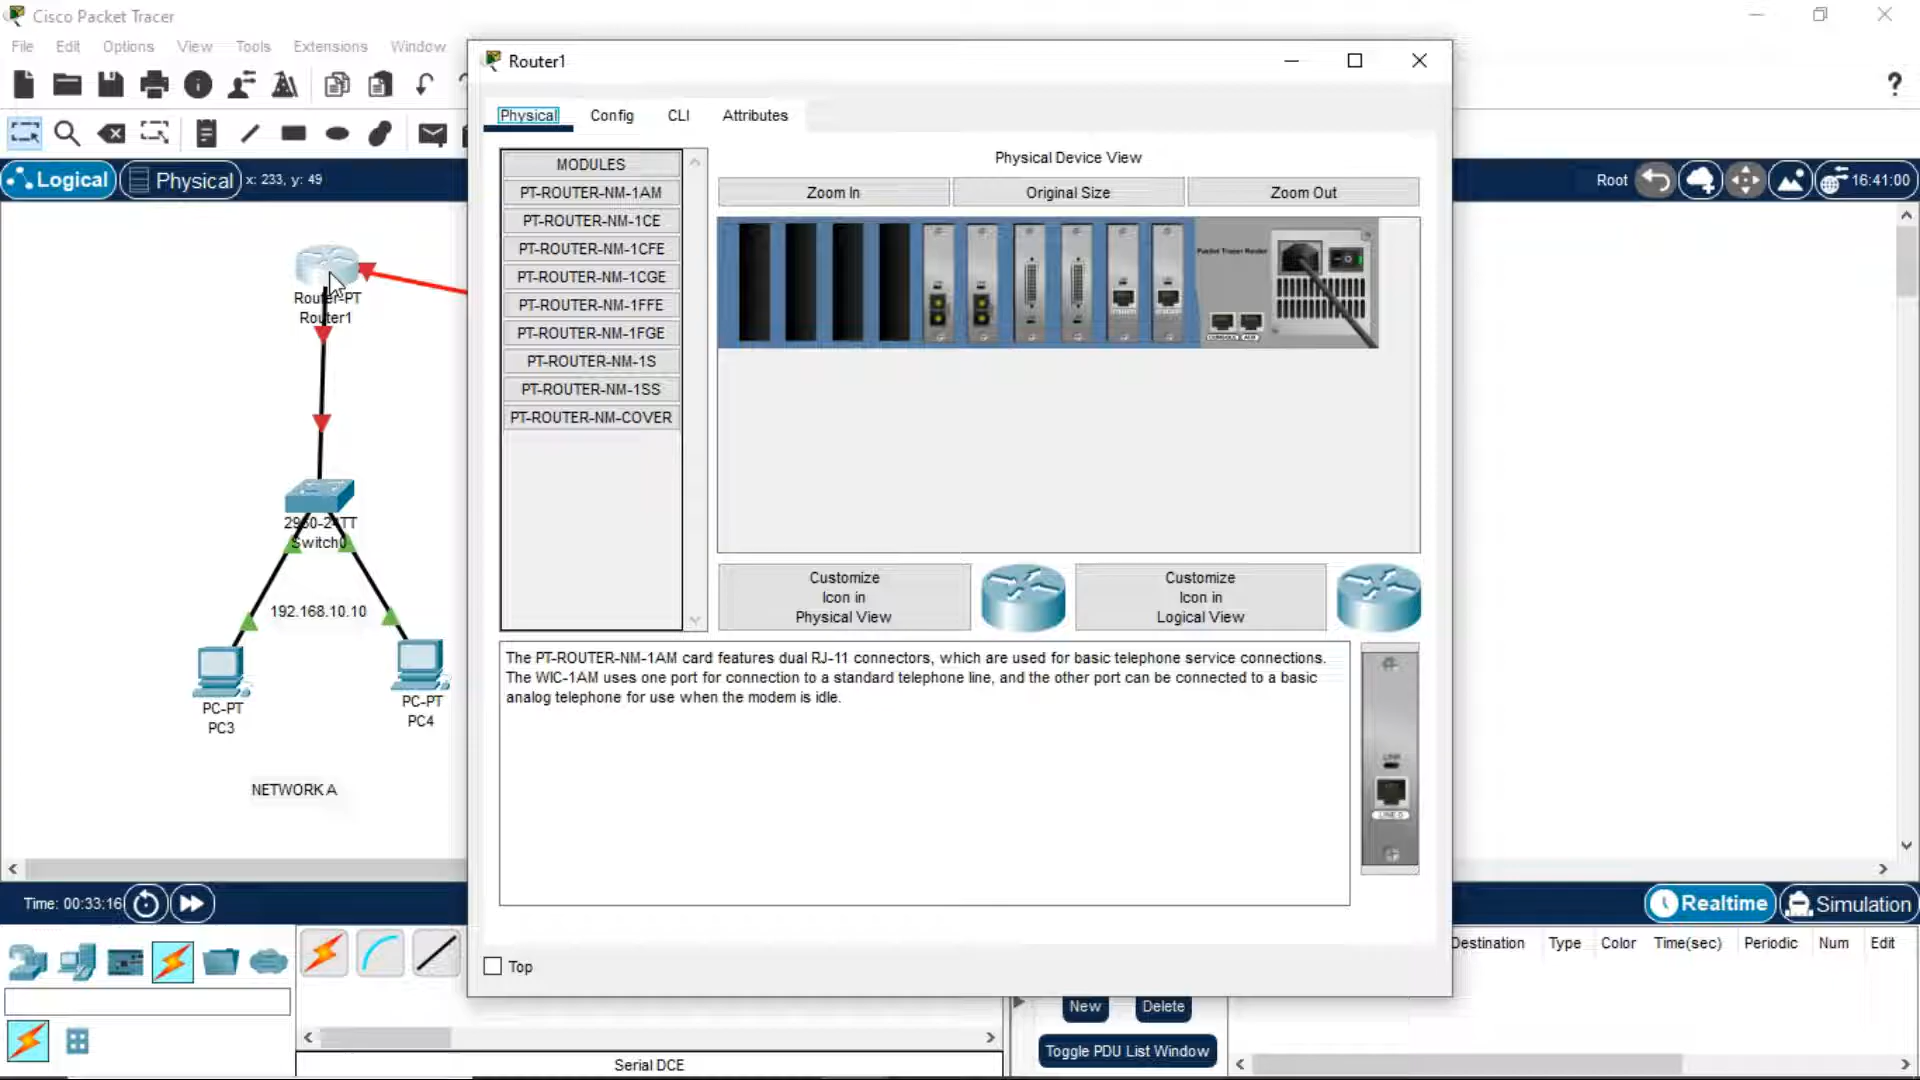 Cisco Packet Tracer
File Edit Options View Tools Extensions Window
Router1
Physical Config CLI Attributes
?
Logical
Physical
x: 233, y: 49
Root
16:41:00
MODULES
PT-ROUTER-NM-1AM
PT-ROUTER-NM-1CE
PT-ROUTER-NM-1CFE
PT-ROUTER-NM-1CGE
PT-ROUTER-NM-1FFE
PT-ROUTER-NM-1FGE
PT-ROUTER-NM-1S
PT-ROUTER-NM-1SS
PT-ROUTER-NM-COVER
Physical Device View
Zoom In
Original Size
Zoom Out
Packet Tracer Router
Customize
Icon in
Physical View
Customize
Icon in
Logical View
The PT-ROUTER-NM-1AM card features dual RJ-11 connectors, which are used for basic telephone service connections.
The WIC-1AM uses one port for connection to a standard telephone line, and the other port can be connected to a basic
analog telephone for use when the modem is idle.
Top
Router-PT
Router1
2950-24TT
Switch0
192.168.10.10
PC-PT
PC3
PC-PT
PC4
NETWORK A
Time: 00:33:16
Realtime
Simulation
Destination Type Color Time(sec) Periodic Num Edit
New
Delete
Toggle PDU List Window
Serial DCE